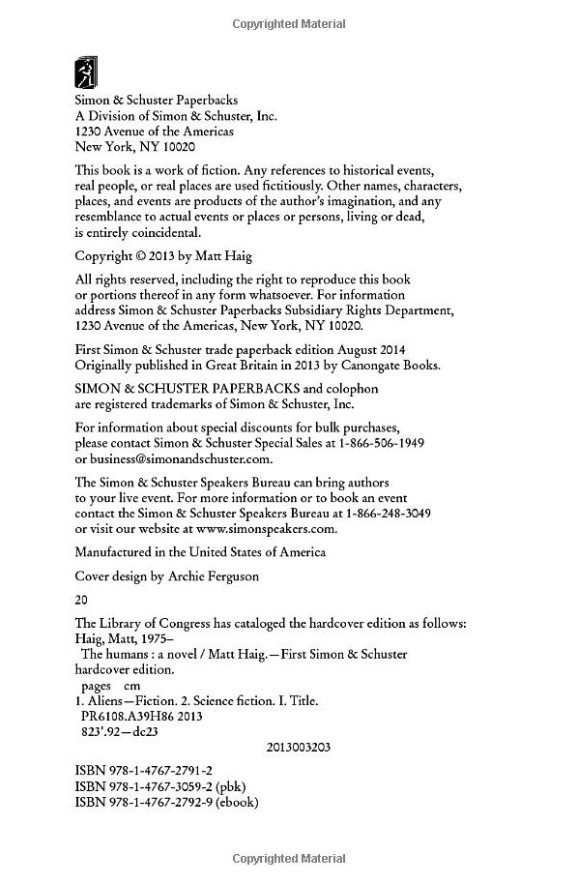 Copyrighted Material
Simon & Schuster Paperbacks
A Division of Simon & Schuster, Inc.
1230 Avenue of the Americas
New York, NY 10020
This book is a work of fiction. Any references to historical events,
real people, or real places are used fictitiously. Other names, characters,
places, and events are products of the author's imagination, and any
resemblance to actual events or places or persons, living or dead,
is entirely coincidental.
Copyright © 2013 by Matt Haig
All rights reserved, including the right to reproduce this book
or portions thereof in any form whatsoever. For information
address Simon & Schuster Paperbacks Subsidiary Rights Department,
1230 Avenue of the Americas, New York, NY 10020.
First Simon & Schuster trade paperback edition August 2014
Originally published in Great Britain in 2013 by Canongate Books.
SIMON & SCHUSTER PAPERBACKS and colophon
are registered trademarks of Simon & Schuster, Inc.
For information about special discounts for bulk purchases,
please contact Simon & Schuster Special Sales at 1-866-506-1949
or business@simonandschuster.com.
The Simon & Schuster Speakers Bureau can bring authors
to your live event. For more information or to book an event
contact the Simon & Schuster Speakers Bureau at 1-866-248-3049
or visit our website at www.simonspeakers.com.
Manufactured in the United States of America
Cover design by Archie Ferguson
20
The Library of Congress has cataloged the hardcover edition as follows:
Haig, Matt, 1975–
The humans : a novel / Matt Haig.—First Simon & Schuster
hardcover edition.
pages cm
1. Aliens—Fiction. 2. Science fiction. I. Title.
PR6108.A39H86 2013
823'.92—dc23
2013003203
ISBN 978-1-4767-2791-2
ISBN 978-1-4767-3059-2 (pbk)
ISBN 978-1-4767-2792-9 (ebook)
Copyrighted Material